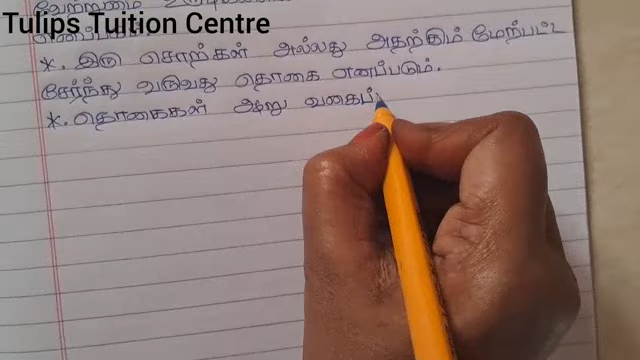 Tulips Tuition Centre
வேற்றுமை
*. இரு சொற்கள் அல்லது அதற்கும் மேற்பட்ட
சேர்ந்து வருவது தொகை எனப்படும்.
*. தொகைகள் ஆறு வகைப்